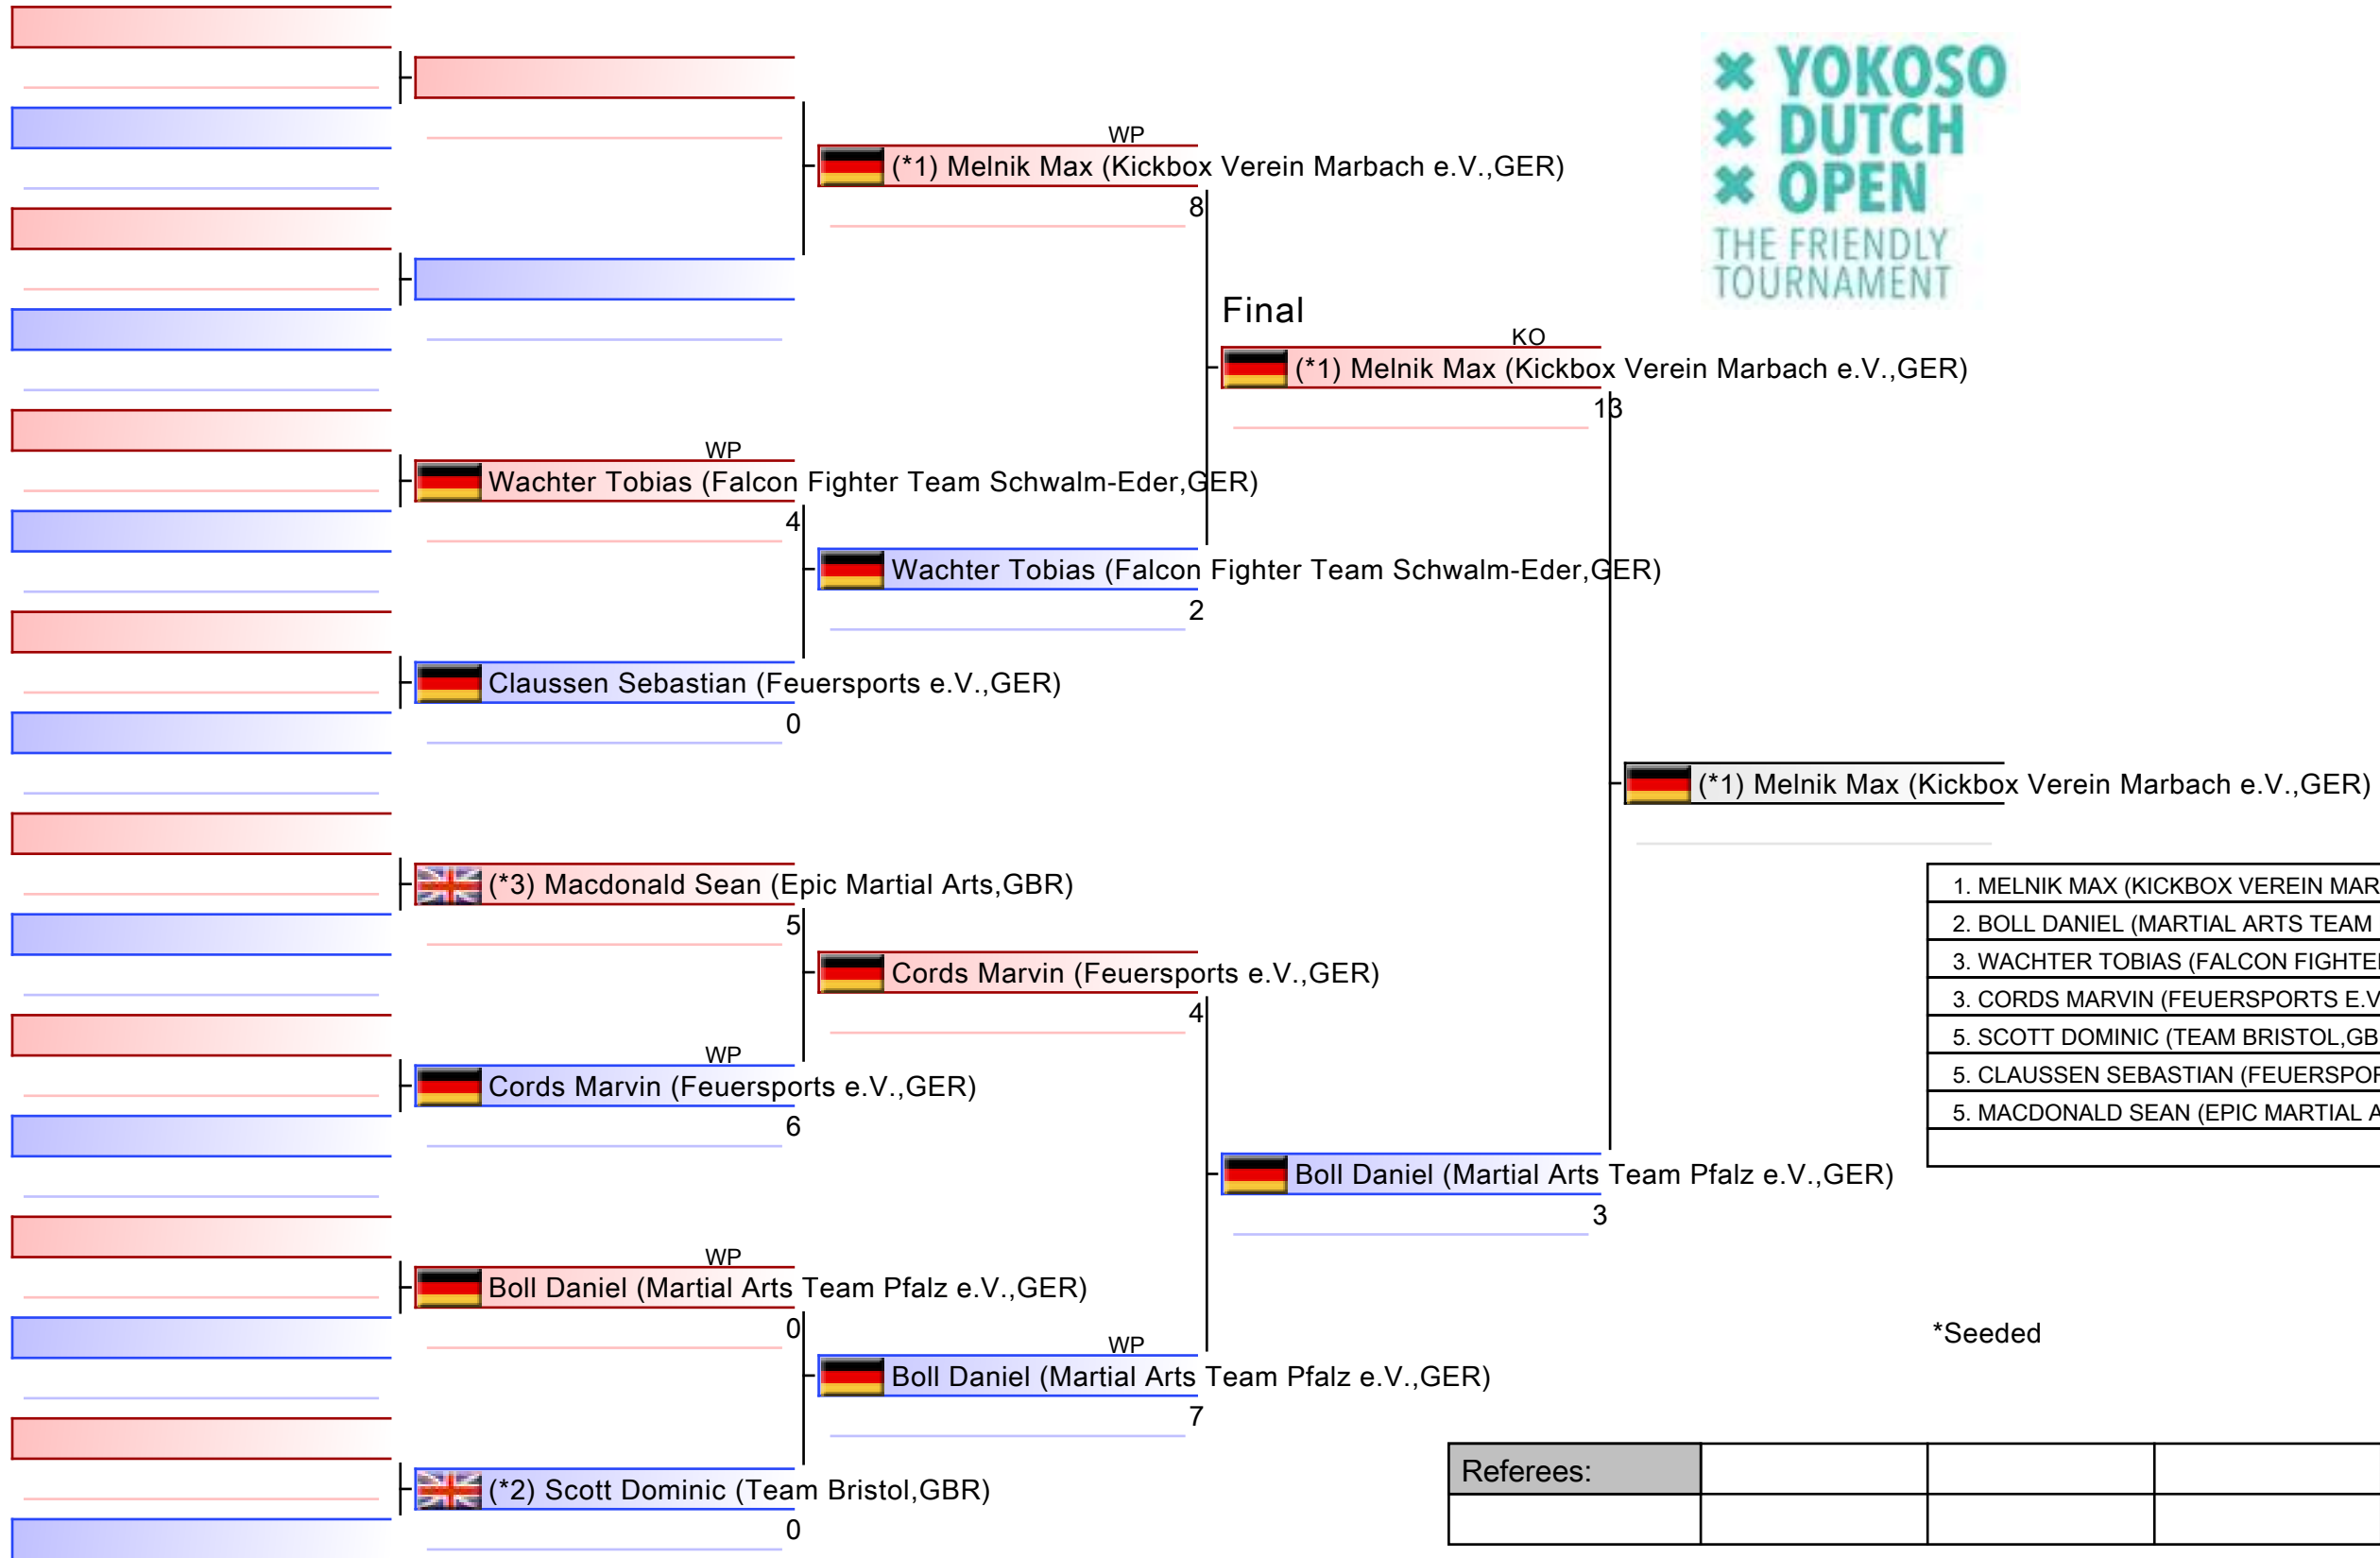 YOKOSO
DUTCH
OPEN
THE FRIENDLY
TOURNAMENT
WP
(*1) Melnik Max (Kickbox Verein Marbach e.V.,GER)
8
Final
KO
(*1) Melnik Max (Kickbox Verein Marbach e.V.,GER)
13
WP
Wachter Tobias (Falcon Fighter Team Schwalm-Eder,GER)
4
Wachter Tobias (Falcon Fighter Team Schwalm-Eder,GER)
2
Claussen Sebastian (Feuersports e.V.,GER)
0
(*1) Melnik Max (Kickbox Verein Marbach e.V.,GER)
(*3) Macdonald Sean (Epic Martial Arts,GBR)
5
Cords Marvin (Feuersports e.V.,GER)
4
WP
Cords Marvin (Feuersports e.V.,GER)
6
Boll Daniel (Martial Arts Team Pfalz e.V.,GER)
3
WP
Boll Daniel (Martial Arts Team Pfalz e.V.,GER)
0
WP
Boll Daniel (Martial Arts Team Pfalz e.V.,GER)
7
(*2) Scott Dominic (Team Bristol,GBR)
0
1. MELNIK MAX (KICKBOX VEREIN MAR
2. BOLL DANIEL (MARTIAL ARTS TEAM
3. WACHTER TOBIAS (FALCON FIGHTE
3. CORDS MARVIN (FEUERSPORTS E.V
5. SCOTT DOMINIC (TEAM BRISTOL,GB
5. CLAUSSEN SEBASTIAN (FEUERSPO
5. MACDONALD SEAN (EPIC MARTIAL A
*Seeded
Referees: